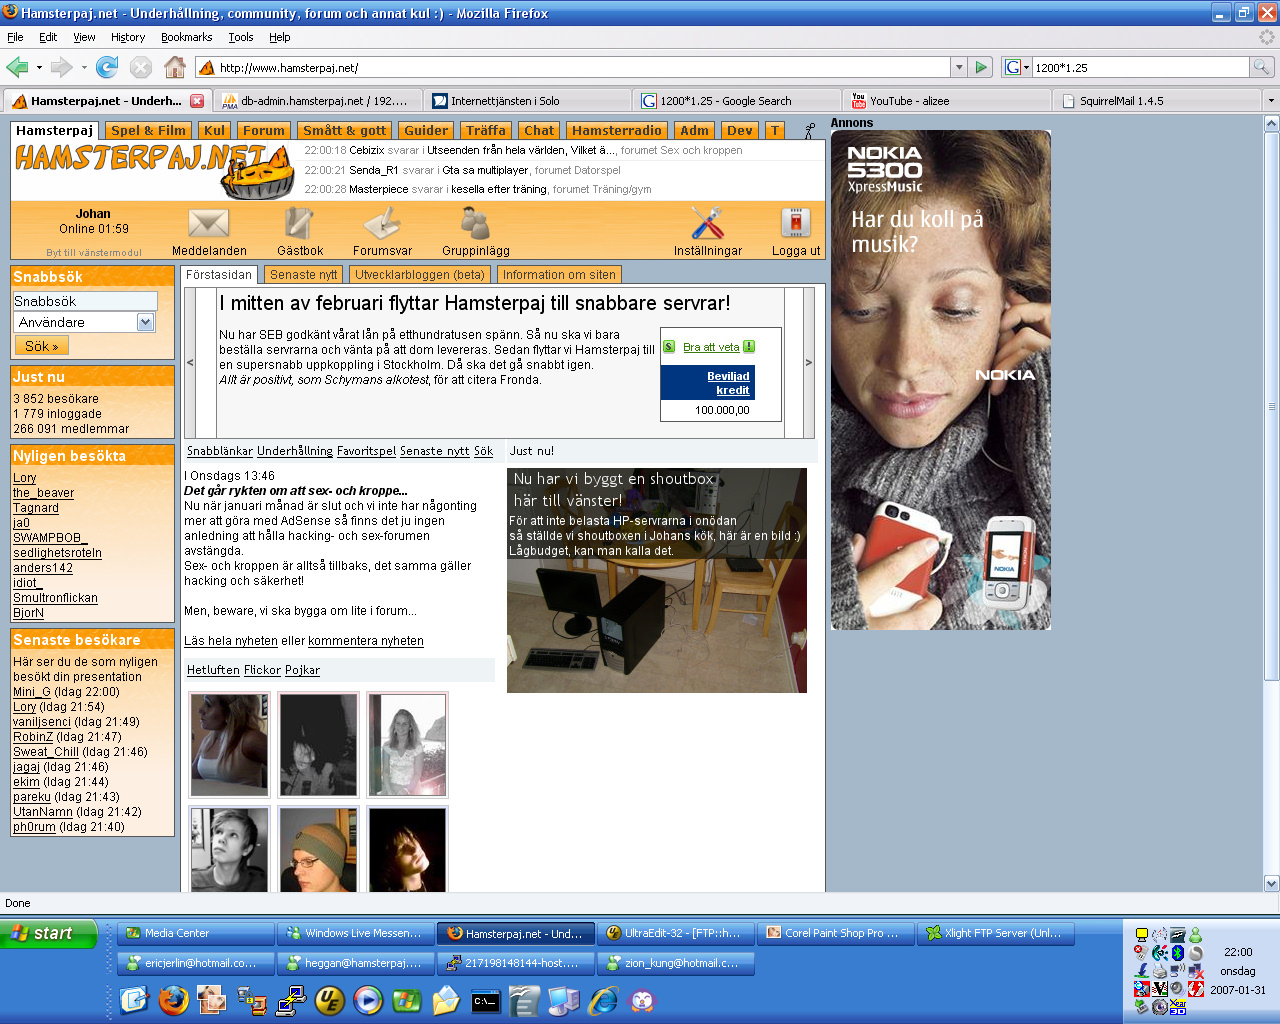 Hamsterpaj.net - Underhållning, community, forum och annat kul :) - Mozilla Firefox
File Edit View History Bookmarks Tools Help
http://www.hamsterpaj.net/
1200*1.25
Hamsterpaj.net - Underh...
db-admin.hamsterpaj.net / 192....
Internettjänsten i Solo
1200*1.25 - Google Search
YouTube - alizee
SquirrelMail 1.4.5
Hamsterpaj Spel & Film Kul Forum Smått & gott Guider Träffa Chat Hamsterradio Adm Dev T
HAMSTERPAJ.NET
22:00:18 Cebizix svarar i Utseenden från hela världen, Vilket ä..., forumet Sex och kroppen
22:00:21 Senda_R1 svarar i Gta sa multiplayer, forumet Datorspel
22:00:28 Masterpiece svarar i kesella efter träning, forumet Träning/gym
Johan
Online 01:59
Byt till vänstermodul
Meddelanden Gästbok Forumsvar Gruppinlägg Inställningar Logga ut
Snabbsök
Snabbsök
Användare
Sök »
Just nu
3 852 besökare
1 779 inloggade
266 091 medlemmar
Nyligen besökta
Lory
the_beaver
Tagnard
ja0
SWAMPBOB_
sedlighetsroteln
anders142
idiot_
Smultronflickan
BjorN
Senaste besökare
Här ser du de som nyligen
besökt din presentation
Mini_G (Idag 22:00)
Lory (Idag 21:54)
vaniljsenci (Idag 21:49)
RobinZ (Idag 21:47)
Sweat_Chill (Idag 21:46)
jagaj (Idag 21:46)
ekim (Idag 21:44)
pareku (Idag 21:43)
UtanNamn (Idag 21:42)
ph0rum (Idag 21:40)
Förstasidan Senaste nytt Utvecklarbloggen (beta) Information om siten
I mitten av februari flyttar Hamsterpaj till snabbare servrar!
Nu har SEB godkänt vårat lån på etthundratusen spänn. Så nu ska vi bara
beställa servrarna och vänta på att dom levereras. Sedan flyttar vi Hamsterpaj till
en supersnabb uppkoppling i Stockholm. Då ska det gå snabbt igen.
Allt är positivt, som Schymans alkotest, för att citera Fronda.
<
>
S Bra att veta !
Beviljad
kredit
100.000,00
Snabblänkar Underhållning Favoritspel Senaste nytt Sök
I Onsdags 13:46
Det går rykten om att sex- och kroppe...
Nu när januari månad är slut och vi inte har någonting
mer att göra med AdSense så finns det ju ingen
anledning att hålla hacking- och sex-forumen
avstängda.
Sex- och kroppen är alltså tillbaks, det samma gäller
hacking och säkerhet!
Men, beware, vi ska bygga om lite i forum...
Läs hela nyheten eller kommentera nyheten
Hetluften Flickor Pojkar
Just nu!
Nu har vi byggt en shoutbox
här till vänster!
För att inte belasta HP-servrarna i onödan
så ställde vi shoutboxen i Johans kök, här är en bild :)
Lågbudget, kan man kalla det.
Annons
NOKIA
5300
XpressMusic
Har du koll på
musik?
NOKIA
NOKIA
Done
start
Media Center
Windows Live Messen...
Hamsterpaj.net - Und...
UltraEdit-32 - [FTP::h...
Corel Paint Shop Pro ...
Xlight FTP Server (Unl...
ericjerlin@hotmail.co...
heggan@hamsterpaj....
217198148144-host....
zion_kung@hotmail.c...
22:00
onsdag
2007-01-31